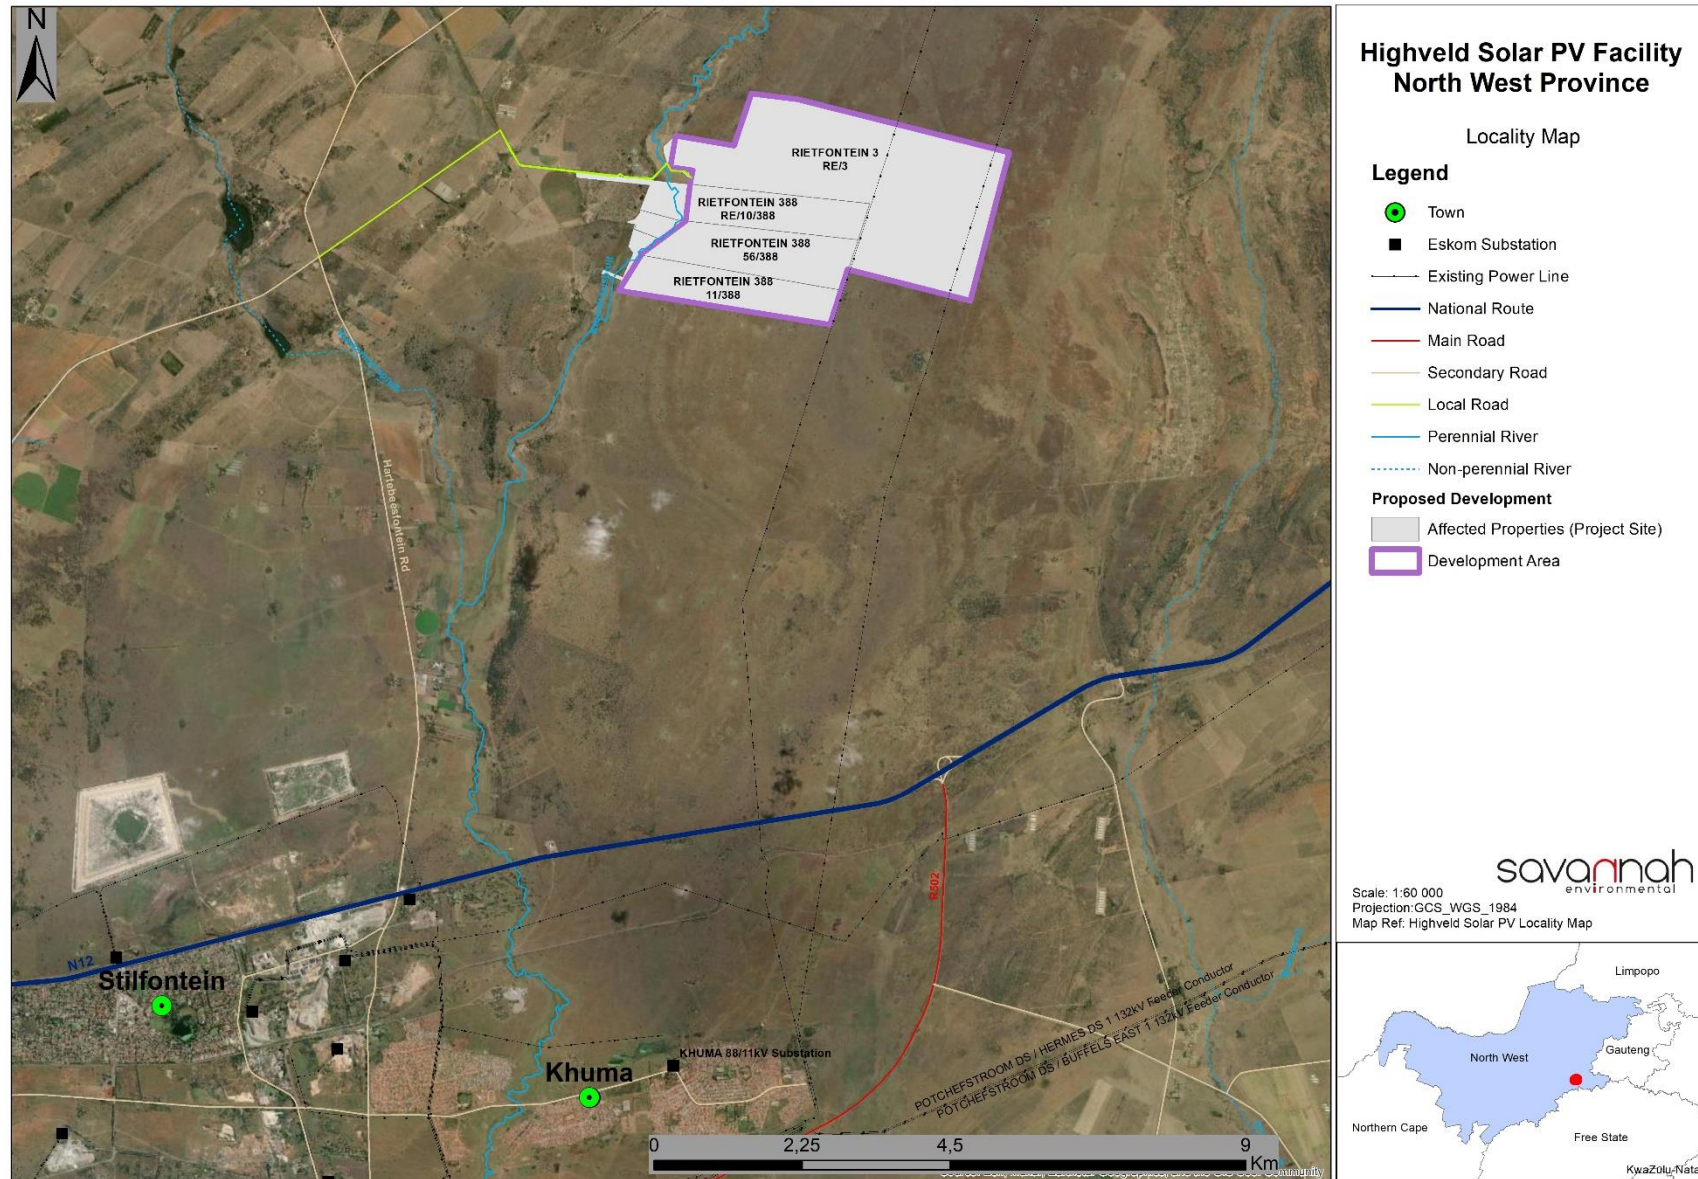 N
RIETFONTEIN 3
RE/3
RIETFONTEIN 388
RE/10/388
RIETFONTEIN 388
56/388
RIETFONTEIN 388
11/388
Hartebeesfontein Rd
R502
N12
Stilfontein
Khuma
KHUMA 88/11kV Substation
POTCHEFSTROOM DS / HERMES DS 1 132kV Feeder Conductor
POTCHEFSTROOM DS / BUFFELS EAST 1 132kV Feeder Conductor
0 2,25 4,5 9
Km
Community
Highveld Solar PV Facility
North West Province
Locality Map
Legend
Town
Eskom Substation
Existing Power Line
National Route
Main Road
Secondary Road
Local Road
Perennial River
Non-perennial River
Proposed Development
Affected Properties (Project Site)
Development Area
savannah
environmental
Scale: 1:60 000
Projection:GCS_WGS_1984
Map Ref: Highveld Solar PV Locality Map
Limpopo
North West
Gauteng
Northern Cape
Free State
KwaZulu-Nata